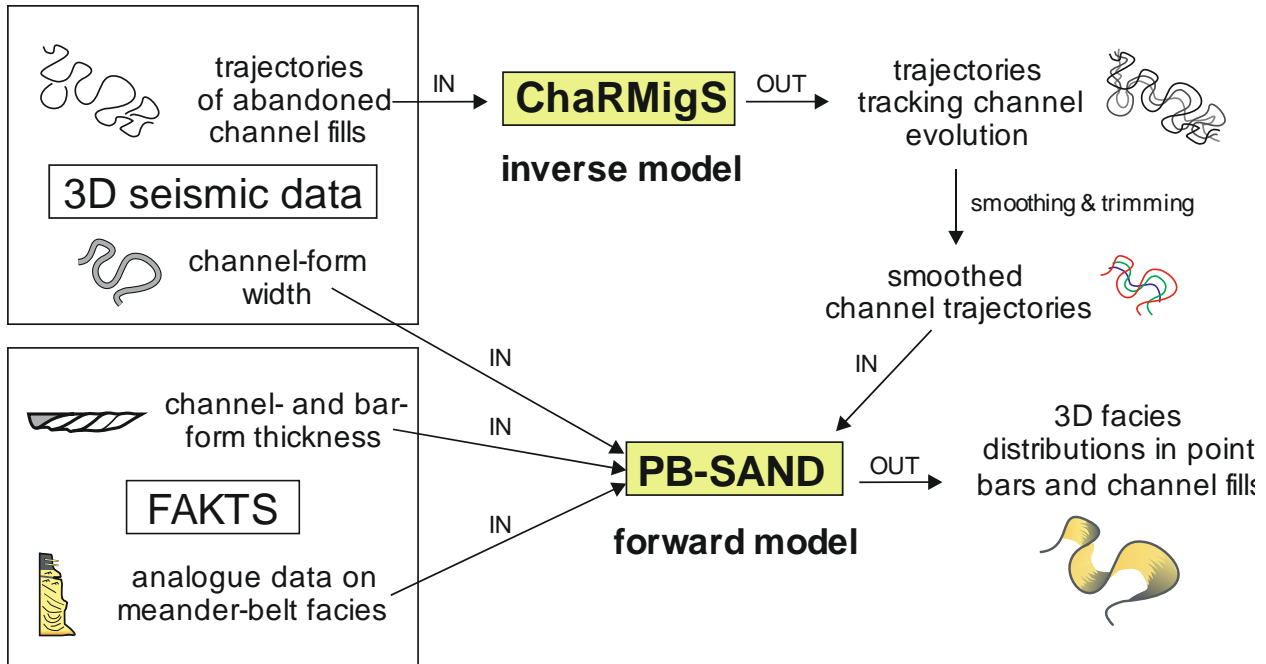 trajectories
of abandoned
channel fills
IN
ChaRMigS
inverse model
OUT
trajectories
tracking channel
evolution
3D seismic data
smoothing & trimming
channel-form
width
smoothed
channel trajectories
IN
IN
channel- and bar-
form thickness
IN
3D facies
distributions in point
bars and channel fills
PB-SAND
forward model
OUT
FAKTS
IN
analogue data on
meander-belt facies